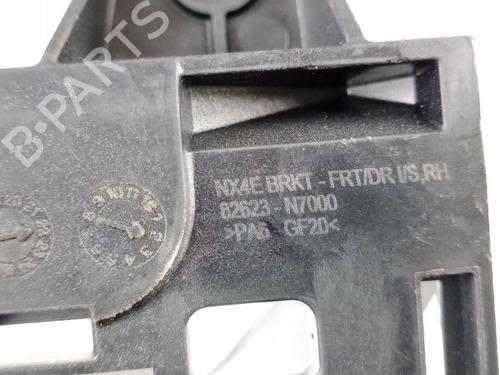 B-PARTS
NX4E BRKT - FRT/DR I/S,RH
82623 - N7000
>PA6 GF20<